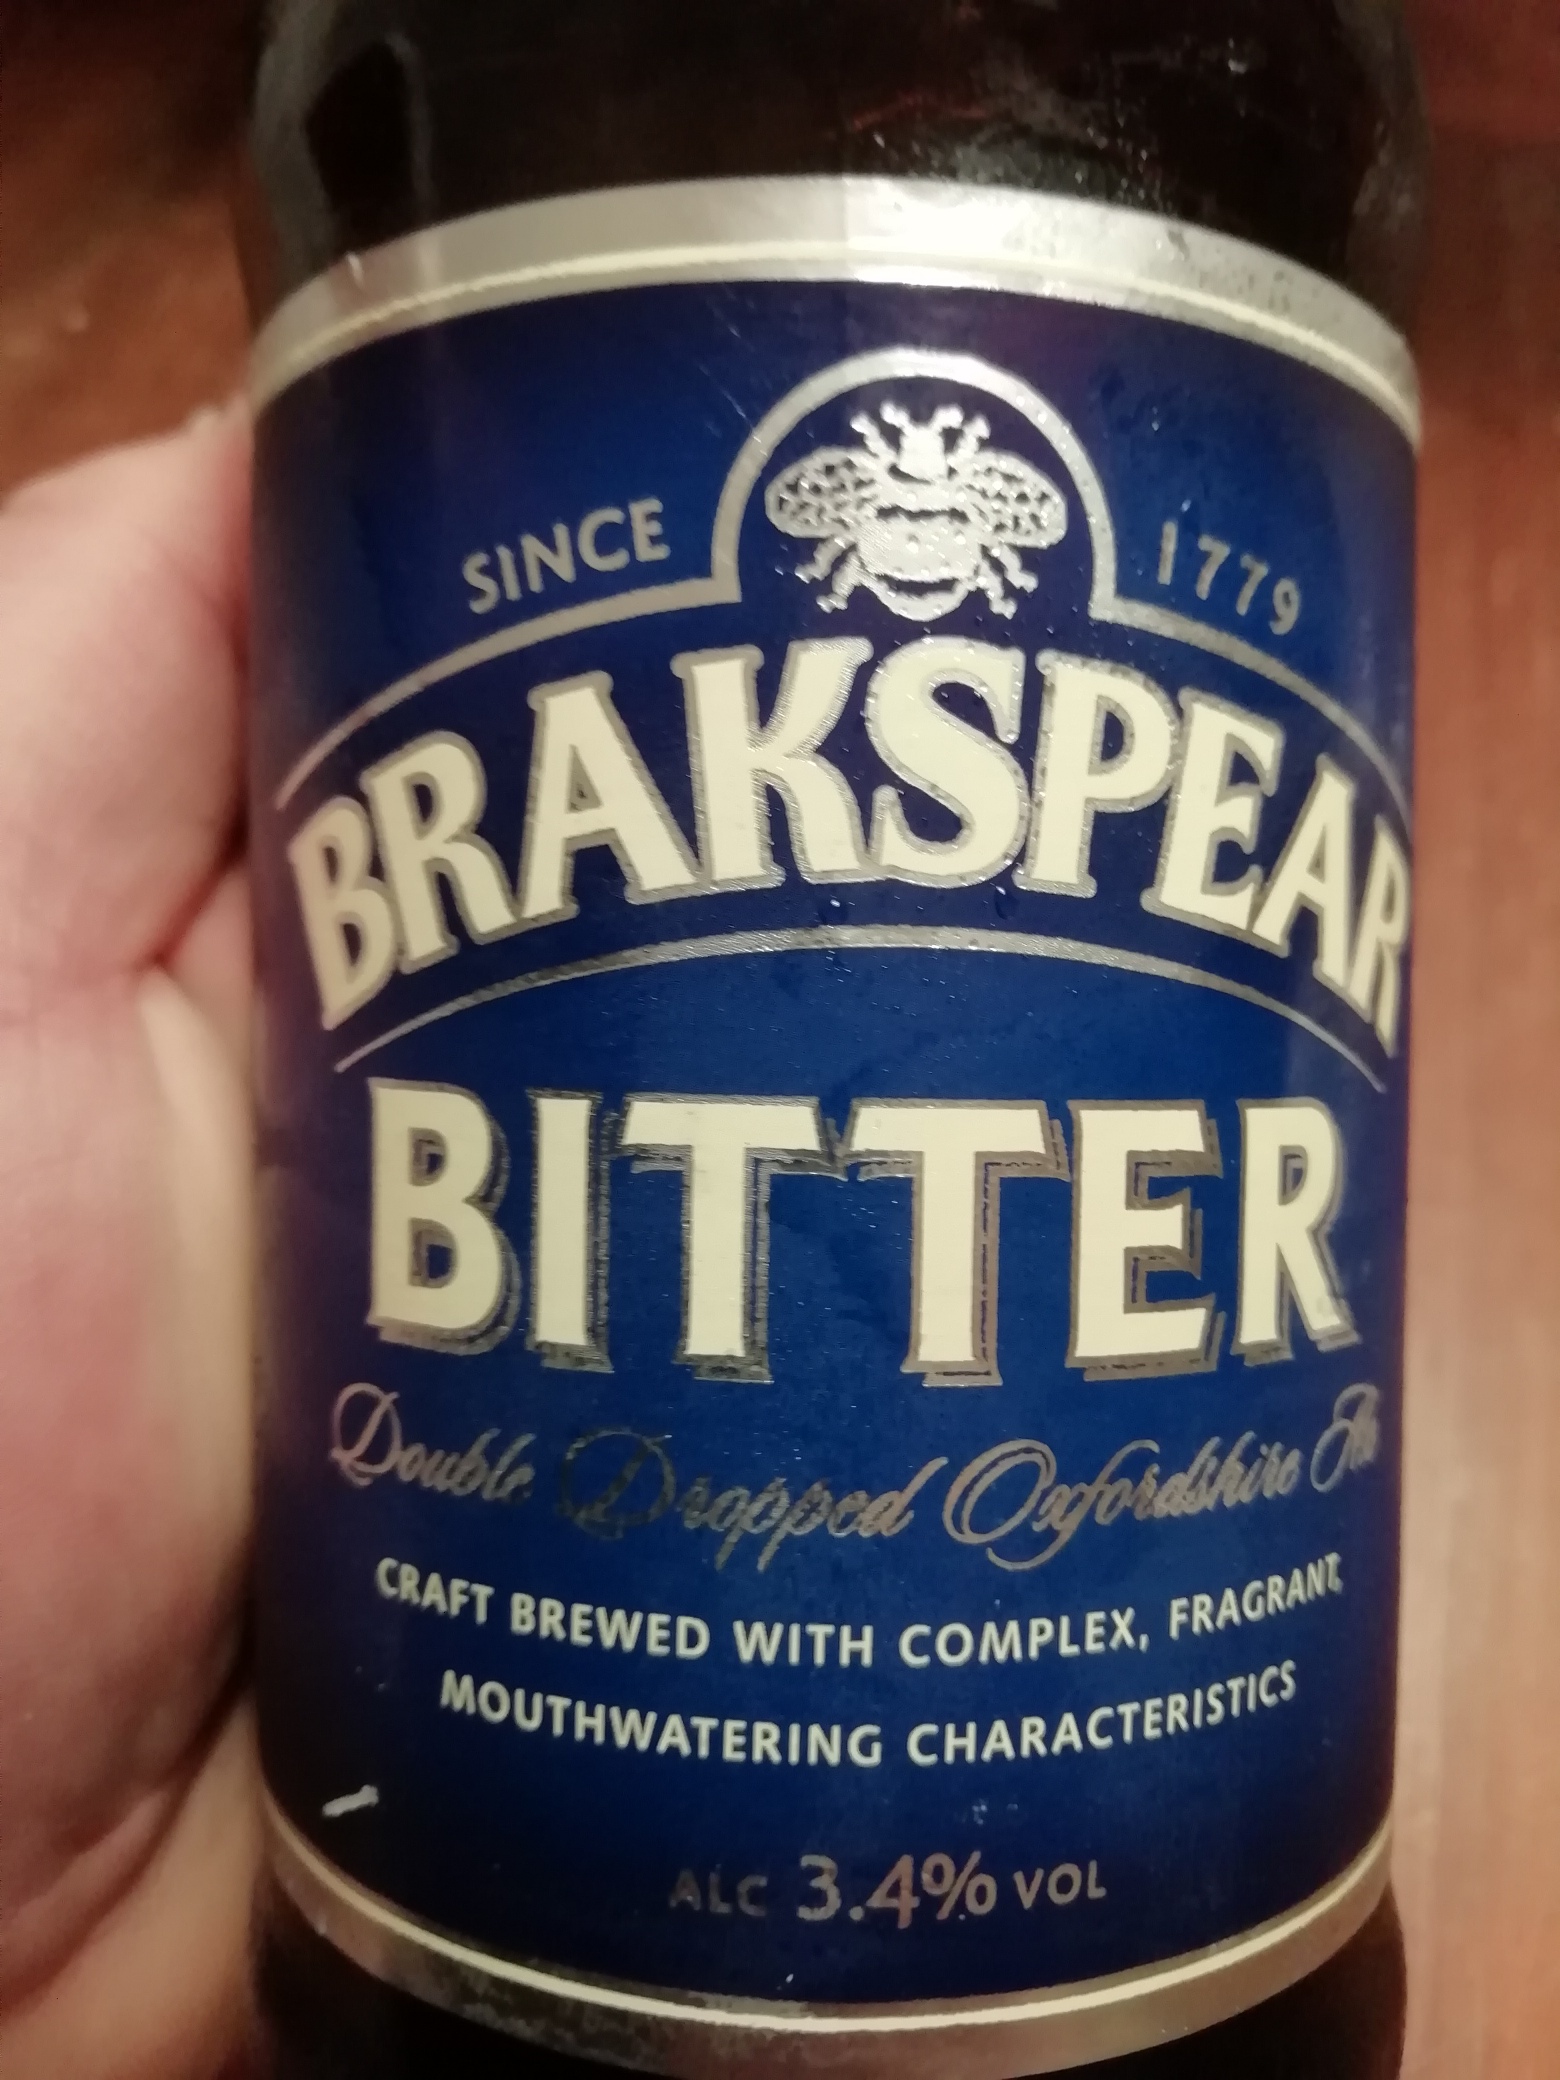 SINCE 1779
BRAKSPEAR
BITTER
Double Dropped Oxfordshire Ale
CRAFT BREWED WITH COMPLEX, FRAGRANT,
MOUTHWATERING CHARACTERISTICS
ALC 3.4% VOL